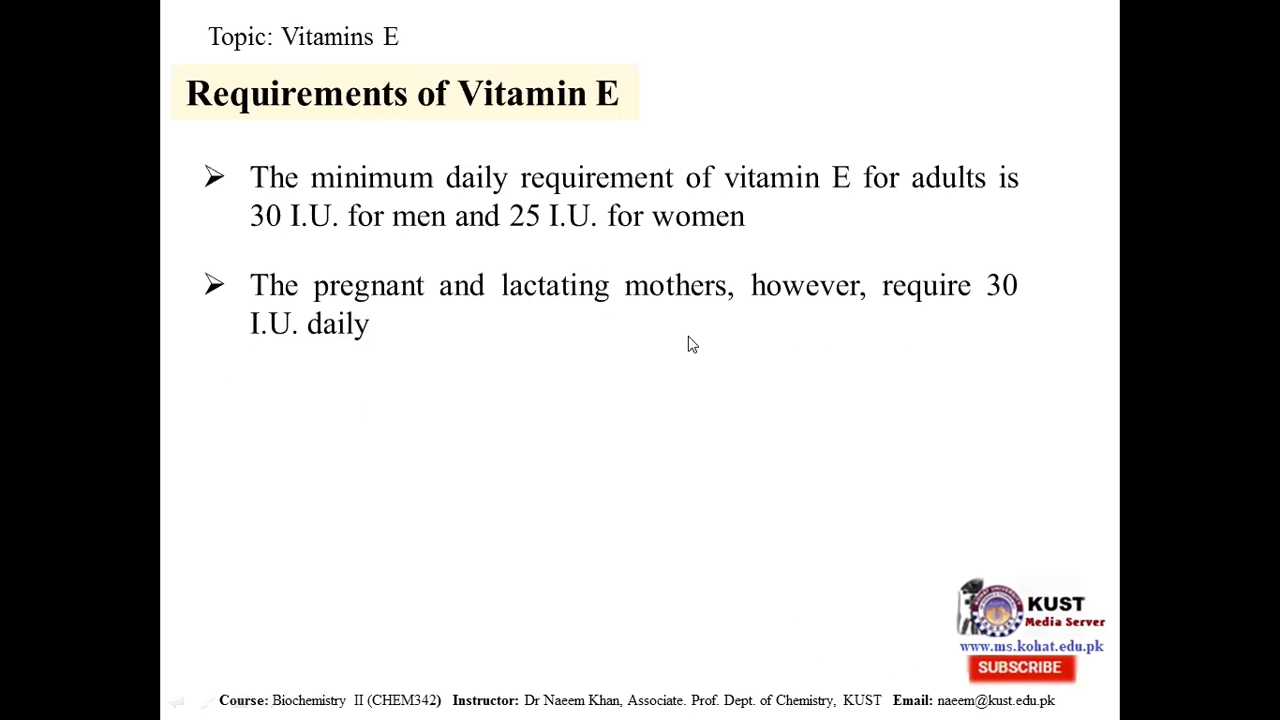 Topic: Vitamins E
Requirements of Vitamin E
The minimum daily requirement of vitamin E for adults is
30 I.U. for men and 25 I.U. for women
The pregnant and lactating mothers, however, require 30
I.U. daily
KUST
Media Server
www.ms.kohat.edu.pk
SUBSCRIBE
Course: Biochemistry II (CHEM342) Instructor: Dr Naeem Khan, Associate. Prof. Dept. of Chemistry, KUST Email: naeem@kust.edu.pk